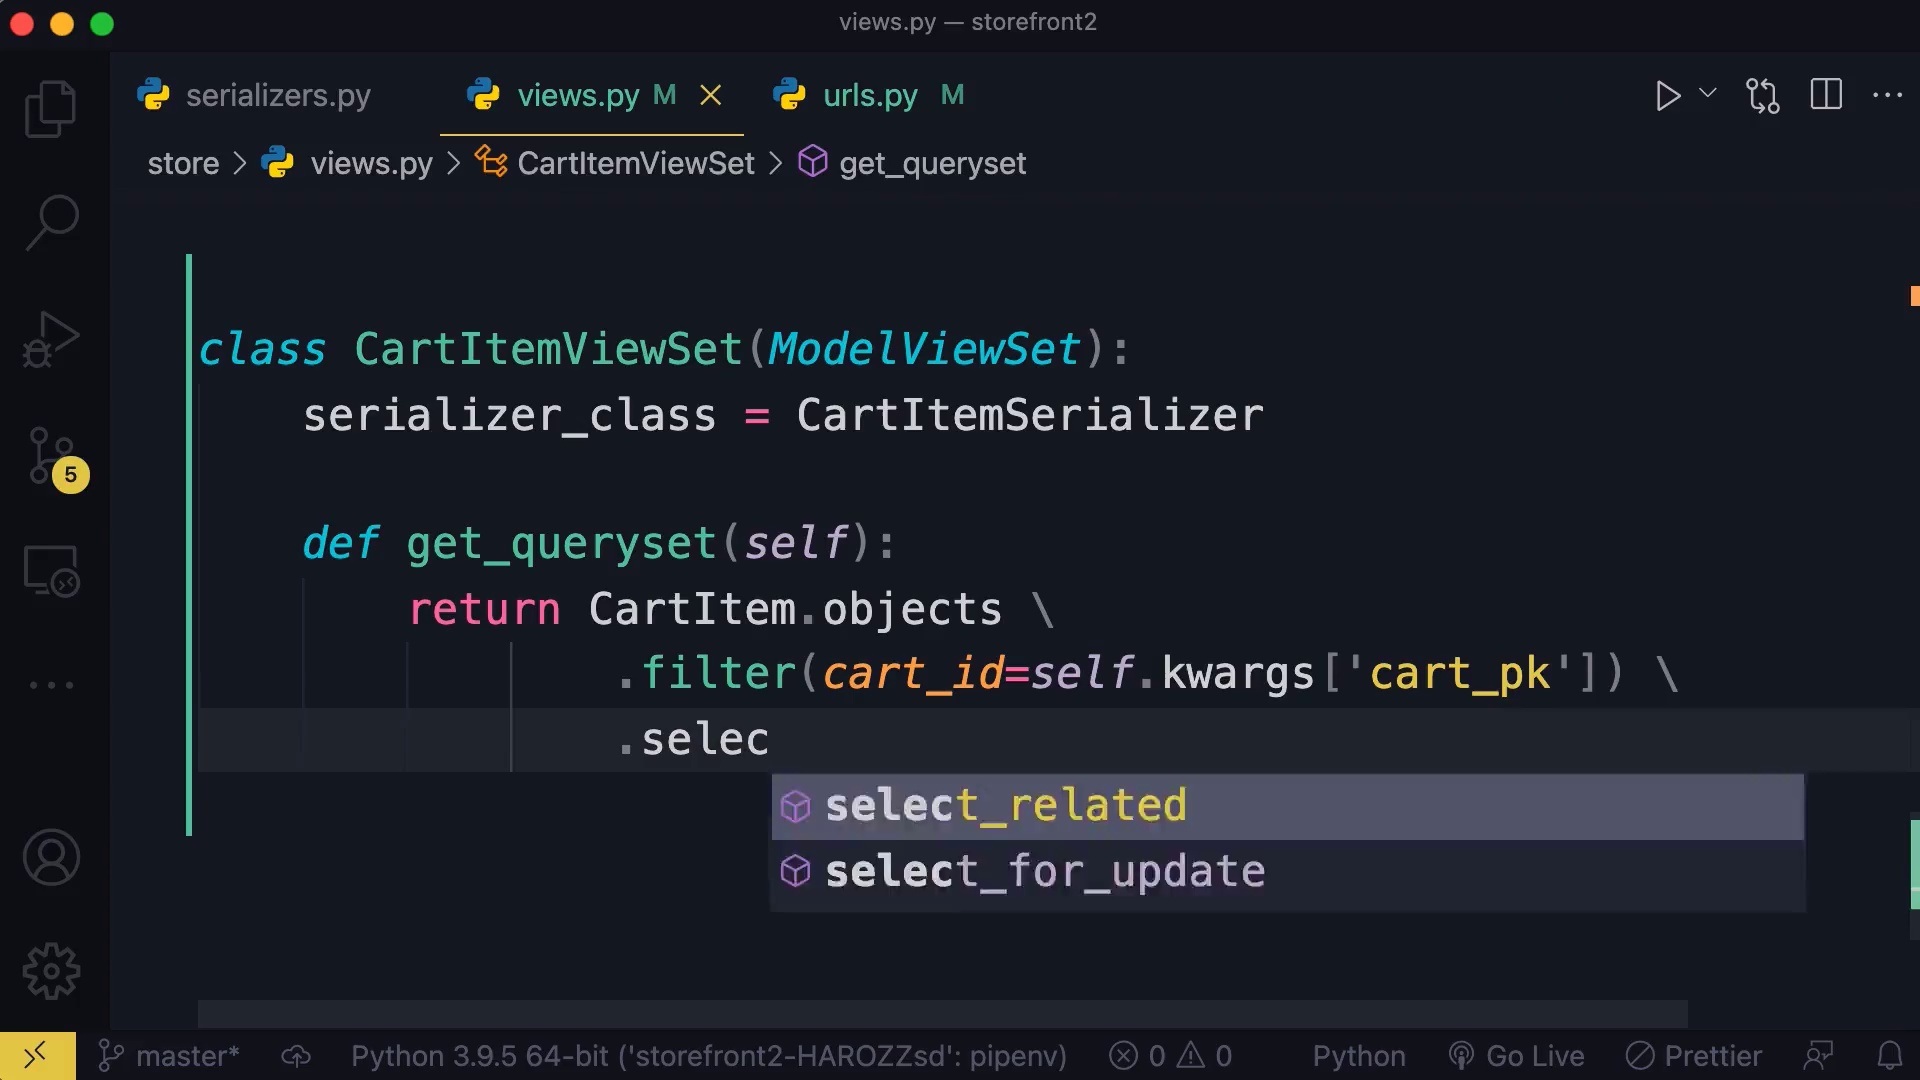 views.py — storefront2
serializers.py
views.py M
urls.py M
store > views.py > CartItemViewSet > get_queryset
class CartItemViewSet(ModelViewSet):
serializer_class = CartItemSerializer
def get_queryset(self):
return CartItem.objects \
.filter(cart_id=self.kwargs['cart_pk']) \
.selec
select_related
select_for_update
5
master* Python 3.9.5 64-bit ('storefront2-HAROZZsd': pipenv) 0 0 Python Go Live Prettier